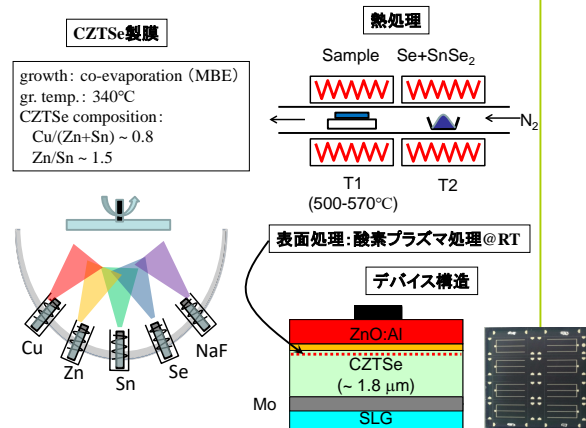 CZTSe製膜
growth: co-evaporation（MBE）
gr. temp.: 340℃
CZTSe composition:
Cu/(Zn+Sn) ~ 0.8
Zn/Sn ~ 1.5
Cu
Zn
Sn
Se
NaF
熱処理
Sample
Se+SnSe₂
N₂
T1
(500-570℃)
T2
表面処理：酸素プラズマ処理@RT
デバイス構造
ZnO:Al
CZTSe
(~ 1.8 μm)
Mo
SLG